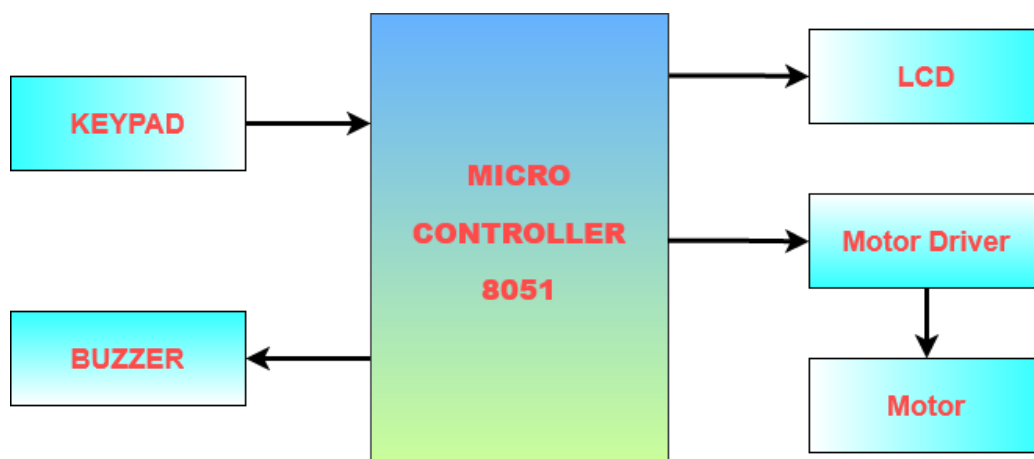 KEYPAD
BUZZER
MICRO
CONTROLLER
8051
LCD
Motor Driver
Motor